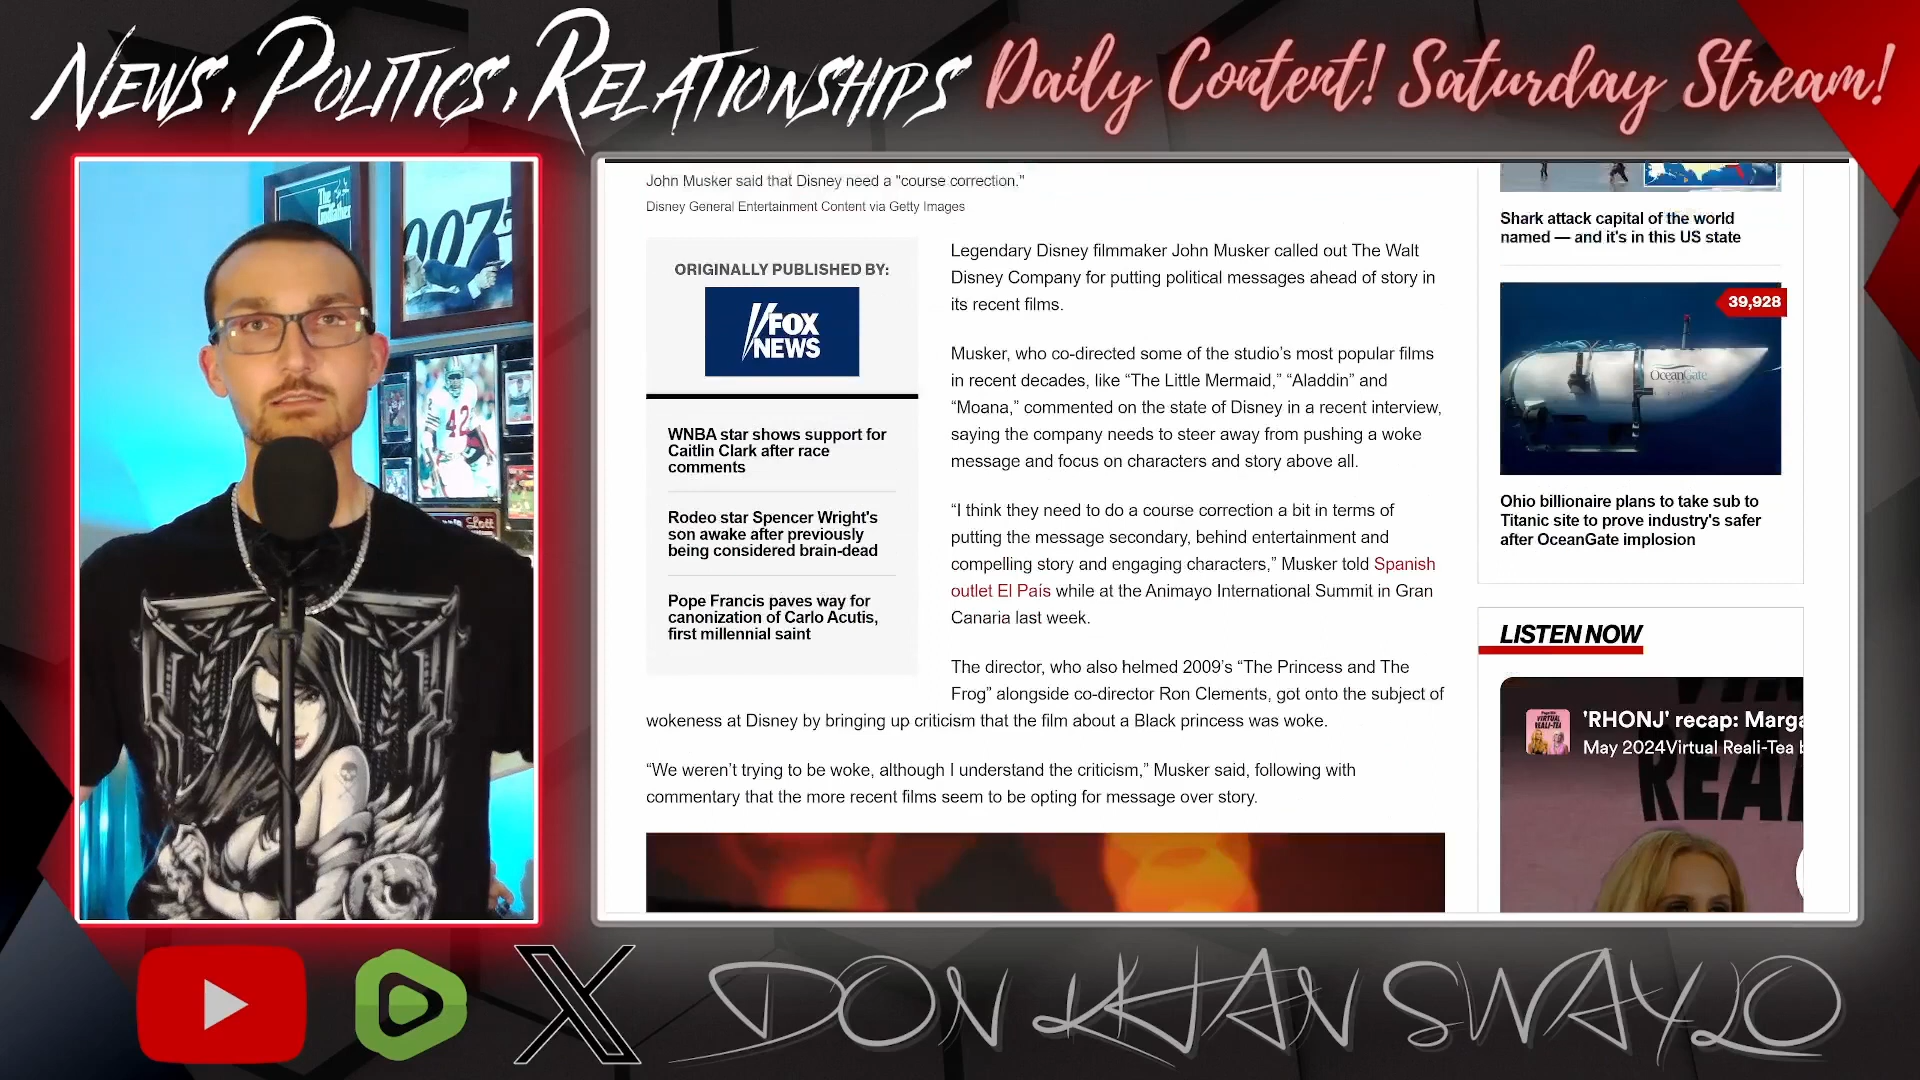 NEWS, POLITICS, RELATIONSHIPS
Daily Content! Saturday Stream!
The Godfather
007
42
Lott
John Musker said that Disney need a "course correction."
Disney General Entertainment Content via Getty Images
ORIGINALLY PUBLISHED BY:
FOX
NEWS
WNBA star shows support for
Caitlin Clark after race
comments
Rodeo star Spencer Wright's
son awake after previously
being considered brain-dead
Pope Francis paves way for
canonization of Carlo Acutis,
first millennial saint
Legendary Disney filmmaker John Musker called out The Walt
Disney Company for putting political messages ahead of story in
its recent films.
Musker, who co-directed some of the studio’s most popular films
in recent decades, like “The Little Mermaid,” “Aladdin” and
“Moana,” commented on the state of Disney in a recent interview,
saying the company needs to steer away from pushing a woke
message and focus on characters and story above all.
“I think they need to do a course correction a bit in terms of
putting the message secondary, behind entertainment and
compelling story and engaging characters,” Musker told Spanish
outlet El País while at the Animayo International Summit in Gran
Canaria last week.
The director, who also helmed 2009’s “The Princess and The
Frog” alongside co-director Ron Clements, got onto the subject of
wokeness at Disney by bringing up criticism that the film about a Black princess was woke.
“We weren’t trying to be woke, although I understand the criticism,” Musker said, following with
commentary that the more recent films seem to be opting for message over story.
Shark attack capital of the world
named — and it's in this US state
39,928
OceanGate
Ohio billionaire plans to take sub to
Titanic site to prove industry's safer
after OceanGate implosion
LISTEN NOW
VIRTUAL
REALI-TEA
'RHONJ' recap: Marga
May 2024Virtual Reali-Tea b
REA
X
DON KHAN SWAYLO